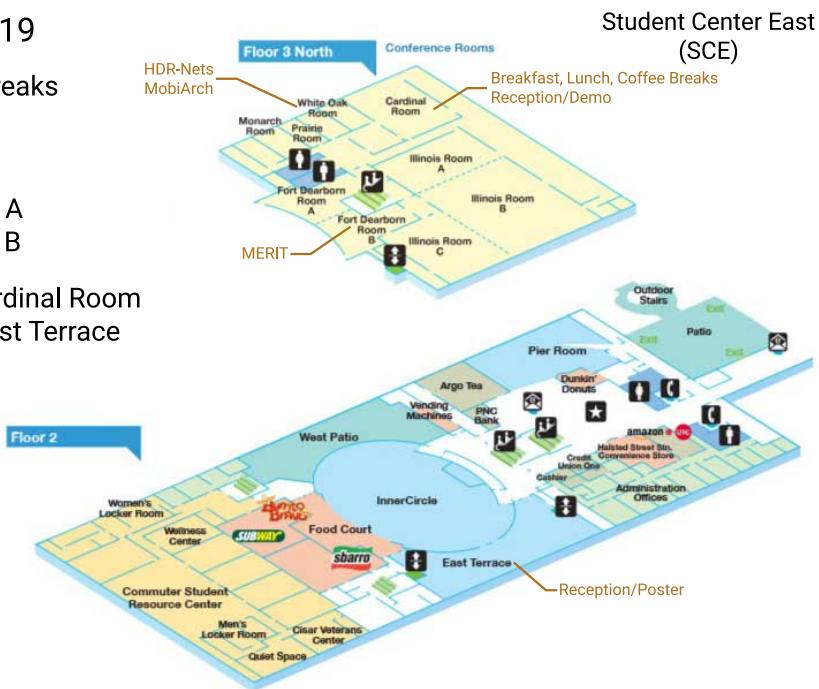 19
Student Center East
(SCE)
Floor 3 North
Conference Rooms
HDR-Nets
MobiArch
Breakfast, Lunch, Coffee Breaks
Reception/Demo
eaks
White Oak
Room
Cardinal
Room
Monarch
Room
Prairie
Room
Illinois Room
A
Fort Dearborn
Room
A
Illinois Room
B
A
B
Fort Dearborn
Room
B
Illinois Room
C
MERIT
rdinal Room
st Terrace
Outdoor
Stairs
Exit
Patio
Exit
Exit
Pier Room
Argo Tea
Dunkin'
Donuts
Vending
Machines
PNC
Bank
Floor 2
West Patio
amazon @ UIC
Halsted Street Stn.
Convenience Store
Credit
Union One
Cashier
Administration
Offices
InnerCircle
Women's
Locker Room
Burrito
Bravo
Wellness
Center
SUBWAY
Food Court
sbarro
East Terrace
Reception/Poster
Commuter Student
Resource Center
Men's
Locker Room
Cisar Veterans
Center
Quiet Space